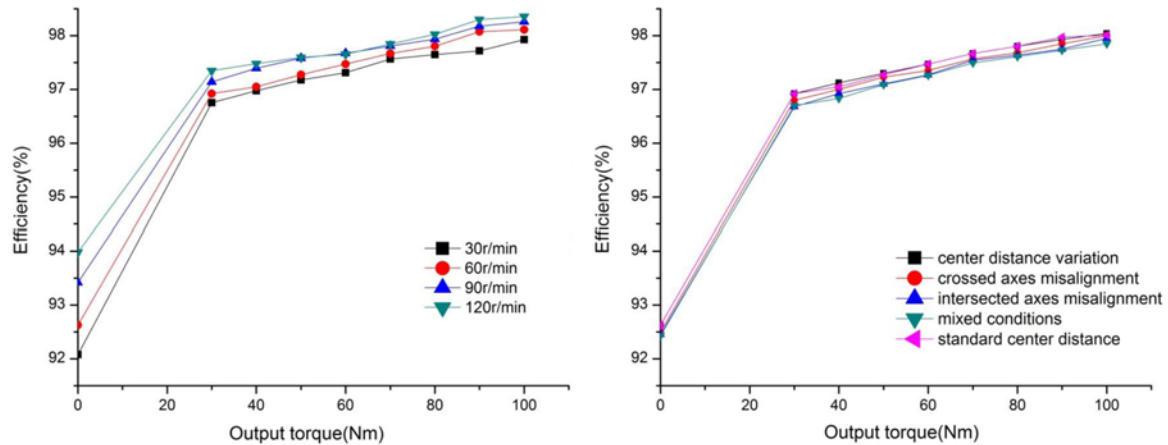 98
97
96
95
94
93
92
Efficiency(%)
0
20
40
60
80
100
Output torque(Nm)
30r/min
60r/min
90r/min
120r/min
98
97
96
95
94
93
92
Efficiency(%)
0
20
40
60
80
100
Output torque(Nm)
center distance variation
crossed axes misalignment
intersected axes misalignment
mixed conditions
standard center distance